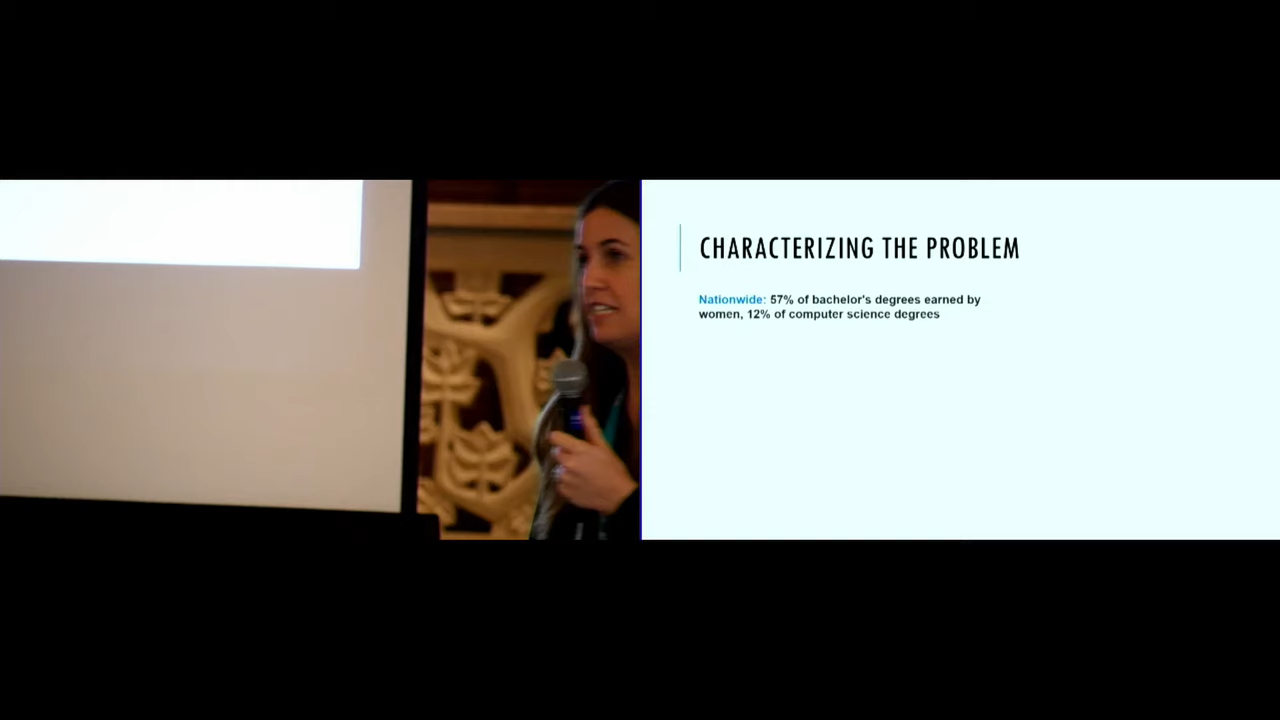 CHARACTERIZING THE PROBLEM
Nationwide: 57% of bachelor's degrees earned by
women, 12% of computer science degrees